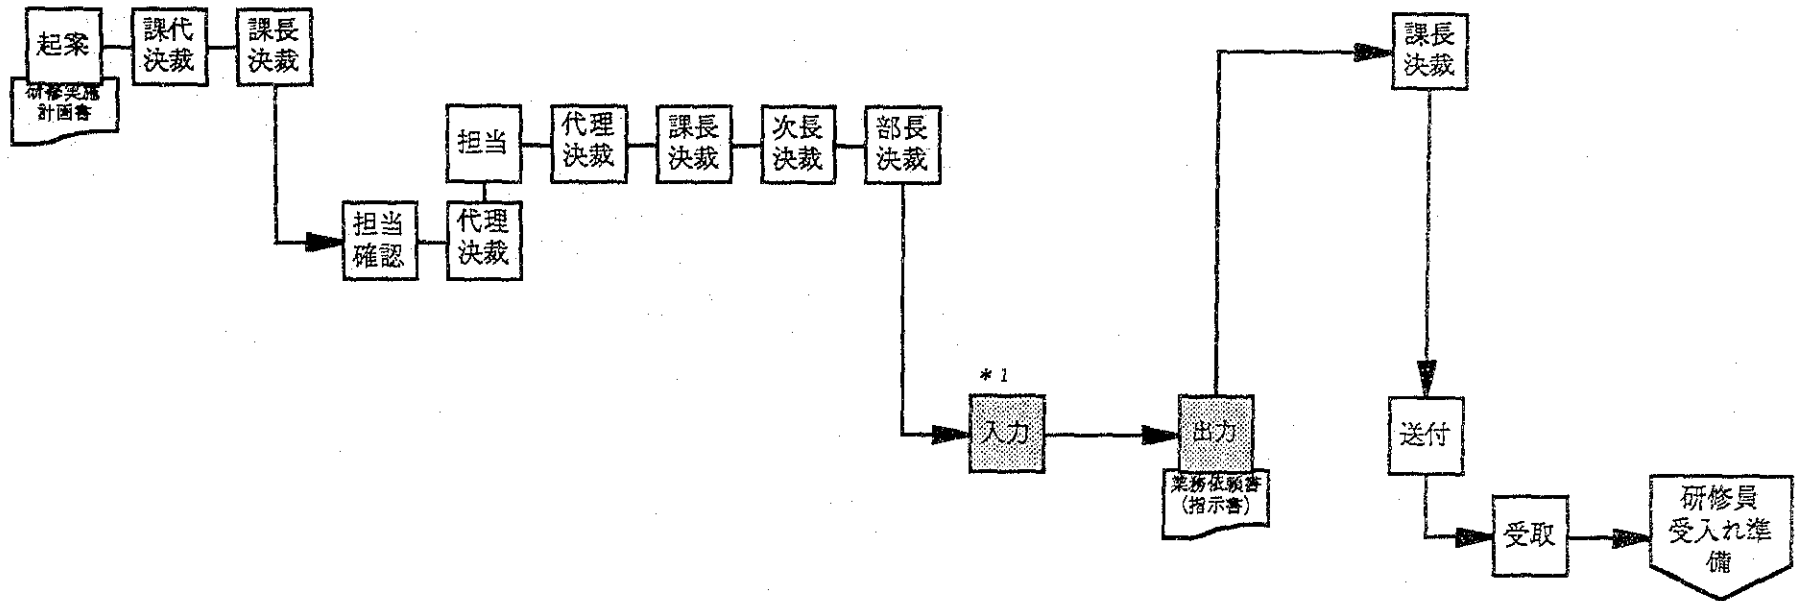 起案
研修実施
計画書
課代
決裁
課長
決裁
担当
確認
代理
決裁
担当
代理
決裁
課長
決裁
次長
決裁
部長
決裁
*1
入力
出力
業務依頼書
(指示書)
課長
決裁
送付
受取
研修員
受入れ準
備